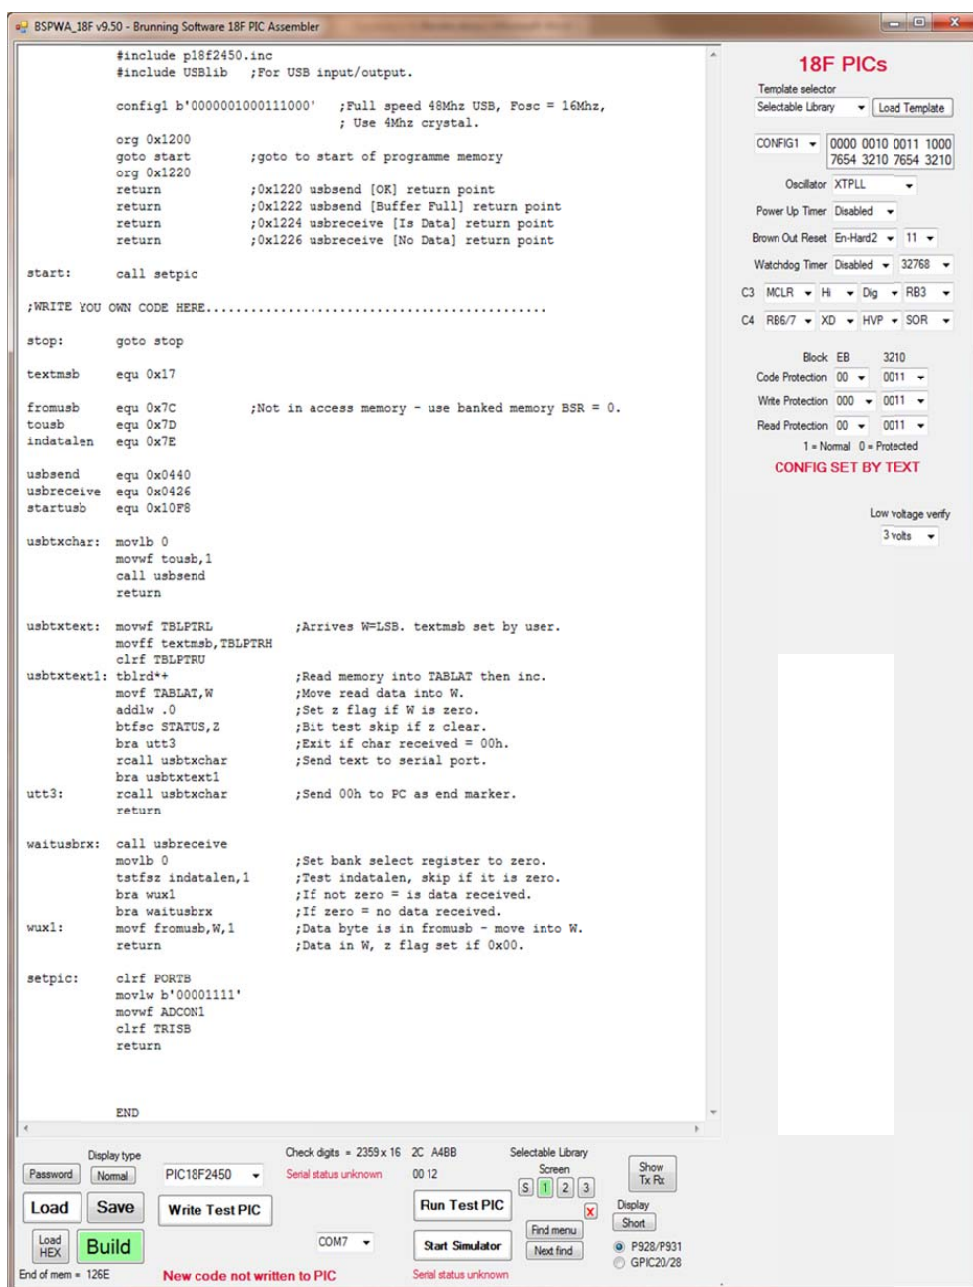 BSPWA_18F v9.50 - Brunning Software 18F PIC Assembler
#include p18f2450.inc
#include USBlib ;For USB input/output.
config1 b'0000001000111000' ;Full speed 48Mhz USB, Fosc = 16Mhz,
; Use 4Mhz crystal.
org 0x1200
goto start ;goto to start of programme memory
org 0x1220
return ;0x1220 usbsend [OK] return point
return ;0x1222 usbsend [Buffer Full] return point
return ;0x1224 usbreceive [Is Data] return point
return ;0x1226 usbreceive [No Data] return point
start: call setpic
;WRITE YOU OWN CODE HERE.............................................
stop: goto stop
textmsb equ 0x17
fromusb equ 0x7C ;Not in access memory - use banked memory BSR = 0.
tousb equ 0x7D
indatalen equ 0x7E
usbsend equ 0x0440
usbreceive equ 0x0426
startusb equ 0x10F8
usbtxchar: movlb 0
movwf tousb,1
call usbsend
return
usbtxtext: movwf TBLPTRL ;Arrives W=LSB. textmsb set by user.
movff textmsb,TBLPTRH
clrf TBLPTRU
usbtxtext1: tblrd*+ ;Read memory into TABLAT then inc.
movf TABLAT,W ;Move read data into W.
addlw .0 ;Set z flag if W is zero.
btfsc STATUS,Z ;Bit test skip if z clear.
bra utt3 ;Exit if char received = 00h.
rcall usbtxchar ;Send text to serial port.
bra usbtxtext1
utt3: rcall usbtxchar ;Send 00h to PC as end marker.
return
waitusbrx: call usbreceive
movlb 0 ;Set bank select register to zero.
tstfsz indatalen,1 ;Test indatalen, skip if it is zero.
bra wux1 ;If not zero = is data received.
bra waitusbrx ;If zero = no data received.
wux1: movf fromusb,W,1 ;Data byte is in fromusb - move into W.
return ;Data in W, z flag set if 0x00.
setpic: clrf PORTB
movlw b'00001111'
movwf ADCON1
clrf TRISB
return
END
18F PICs
Template selector
Selectable Library Load Template
CONFIG1 0000 0010 0011 1000
7654 3210 7654 3210
Oscillator XTPLL
Power Up Timer Disabled
Brown Out Reset En-Hard2 11
Watchdog Timer Disabled 32768
C3 MCLR Hi Dig RB3
C4 RB6/7 XD HVP SOR
Block EB 3210
Code Protection 00 0011
Write Protection 000 0011
Read Protection 00 0011
1 = Normal 0 = Protected
CONFIG SET BY TEXT
Low voltage verify
3 volts
Display type
Password Normal PIC18F2450
Load Save Write Test PIC
Load HEX Build
End of mem = 126E New code not written to PIC
Check digits = 2359 x 16 2C A4BB
Serial status unknown 00 12
Run Test PIC
COM7 Start Simulator
Serial status unknown
Selectable Library
Screen
S 1 2 3
X
Find menu
Next find
Show
Tx Rx
Display
Short
P928/P931
GPIC20/28